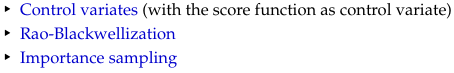 ‣ Control variates (with the score function as control variate)
‣ Rao-Blackwellization
‣ Importance sampling